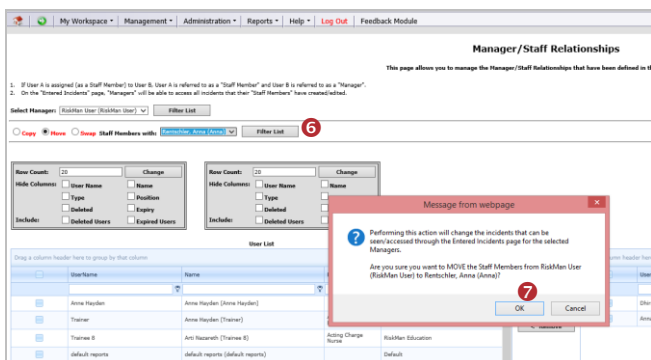 My Workspace Management Administration Reports Help Log Out Feedback Module
Manager/Staff Relationships
This page allows you to manage the Manager/Staff Relationships that have been defined in th
1. If User A is assigned (as a Staff Member) to User B, User A is referred to as a "Staff Member" and User B is referred to as a "Manager".
2. On the "Entered Incidents" page, "Managers" will be able to access all incidents that their "Staff Members" have created/edited.
Select Manager: RiskMan User (RiskMan User) Filter List
Copy Move Swap Staff Members with: Rentschler, Anna (Anna) Filter List 6
Row Count: 20 Change
Hide Columns: User Name Name
Type Position
Deleted Expiry
Include: Deleted Users Expired Users
Row Count: 20 Change
Hide Columns: User Name Name
Type
Deleted
Include: Deleted Users
Message from webpage
Performing this action will change the incidents that can be
seen/accessed through the Entered Incidents page for the selected
Managers.
Are you sure you want to MOVE the Staff Members from RiskMan User
(RiskMan User) to Rentschler, Anna (Anna)?
7
OK Cancel
User List
Drag a column header here to group by that column
UserName Name
Anne Hayden Anne Hayden (Anne Hayden)
Trainer Anne Hayden (Trainer)
Trainee 8 Arti Nazareth (Trainee 8) Acting Charge Nurse RiskMan Education
default reports default reports (default reports) Default